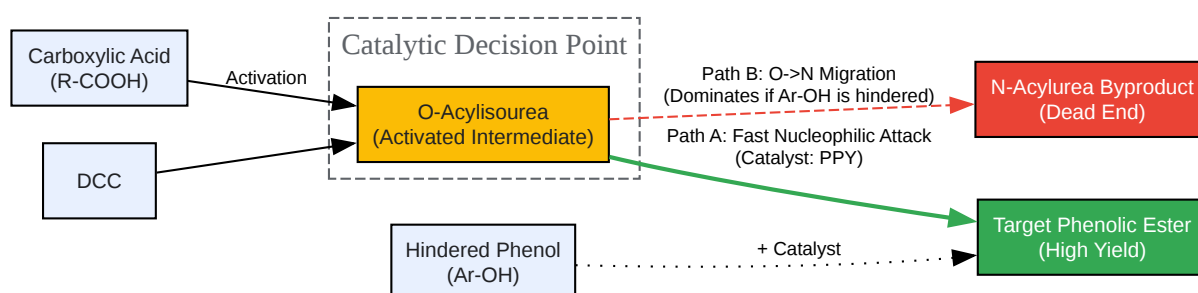 Carboxylic Acid
(R-COOH)
DCC
Activation
Catalytic Decision Point
O-Acylisourea
(Activated Intermediate)
Path B: O->N Migration
(Dominates if Ar-OH is hindered)
Path A: Fast Nucleophilic Attack
(Catalyst: PPY)
N-Acylurea Byproduct
(Dead End)
Hindered Phenol
(Ar-OH)
+ Catalyst
Target Phenolic Ester
(High Yield)